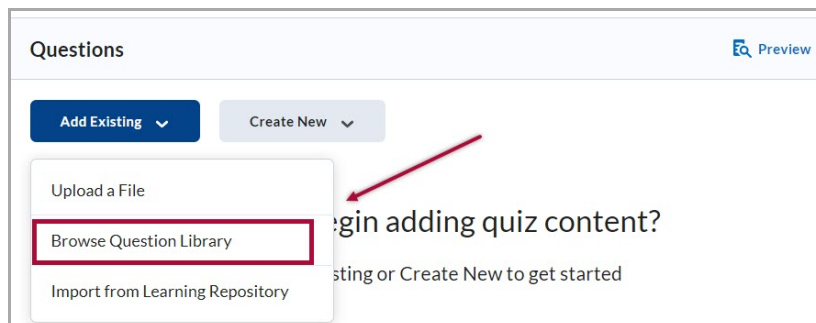 Questions
Preview
Add Existing
Create New
Upload a File
egin adding quiz content?
Browse Question Library
sting or Create New to get started
Import from Learning Repository